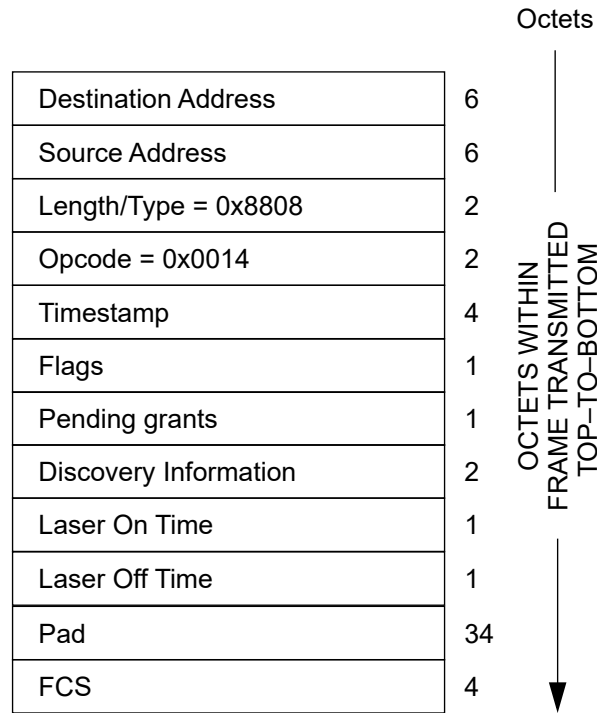 Octets
Destination Address 6
Source Address 6
Length/Type = 0x8808 2
Opcode = 0x0014 2
Timestamp 4
Flags 1
Pending grants 1
Discovery Information 2
Laser On Time 1
Laser Off Time 1
Pad 34
FCS 4
OCTETS WITHIN
FRAME TRANSMITTED
TOP–TO–BOTTOM